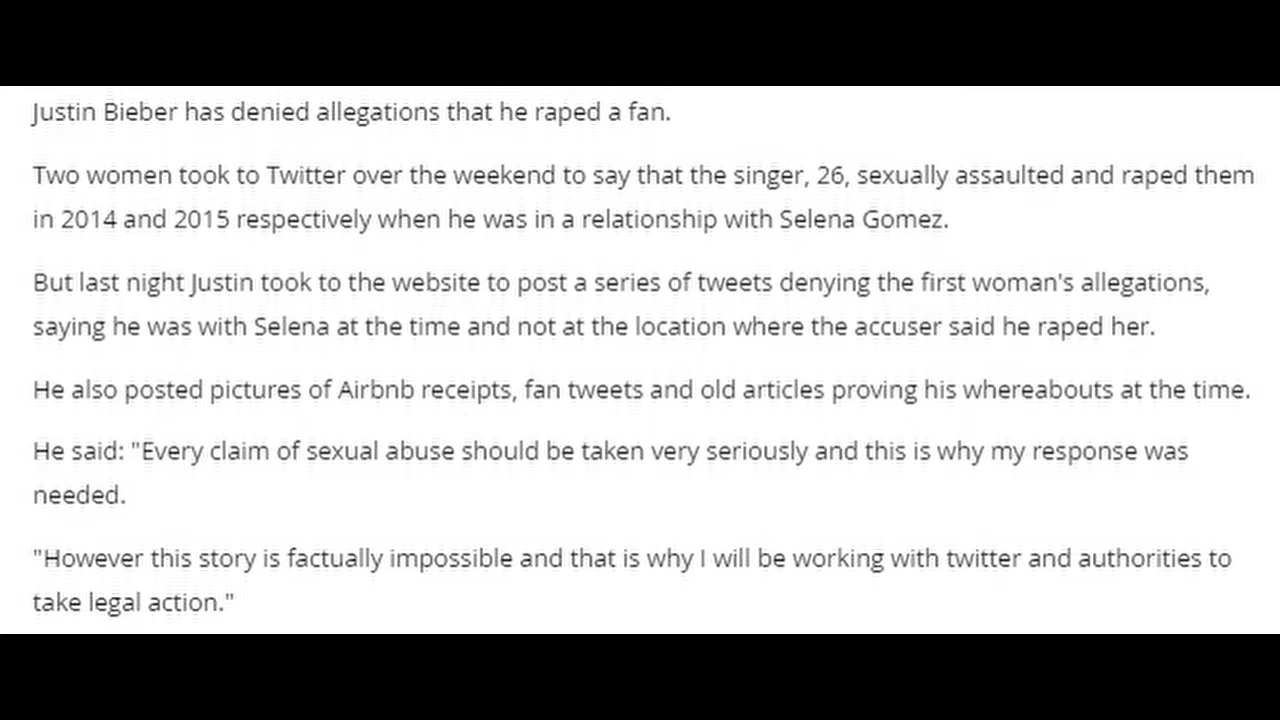 Justin Bieber has denied allegations that he raped a fan.
Two women took to Twitter over the weekend to say that the singer, 26, sexually assaulted and raped them
in 2014 and 2015 respectively when he was in a relationship with Selena Gomez.
But last night Justin took to the website to post a series of tweets denying the first woman's allegations,
saying he was with Selena at the time and not at the location where the accuser said he raped her.
He also posted pictures of Airbnb receipts, fan tweets and old articles proving his whereabouts at the time.
He said: "Every claim of sexual abuse should be taken very seriously and this is why my response was
needed.
"However this story is factually impossible and that is why I will be working with twitter and authorities to
take legal action."